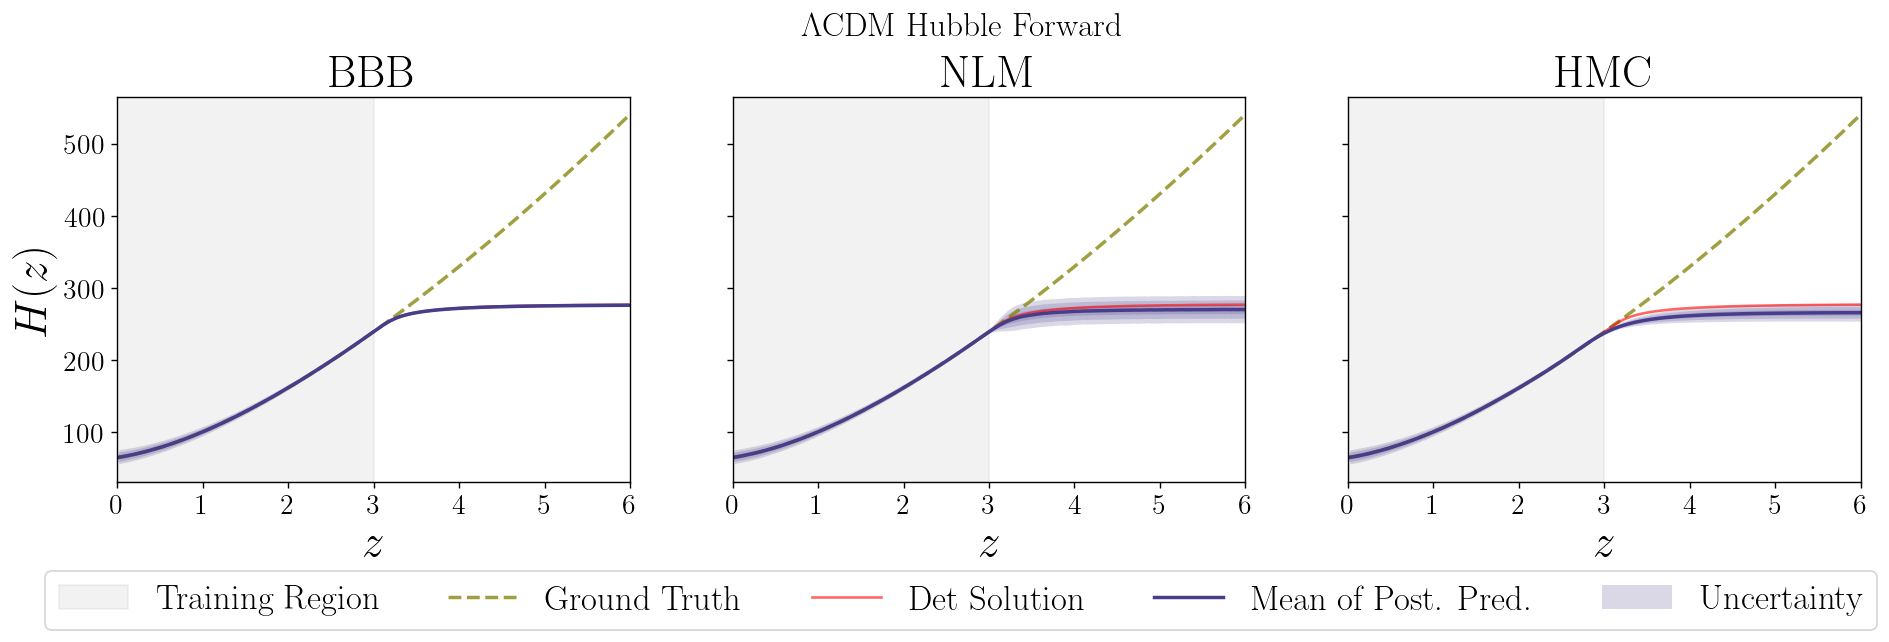 ΛCDM Hubble Forward
BBB NLM HMC
H(z)
500
400
300
200
100
0 1 2 3 4 5 6 0 1 2 3 4 5 6 0 1 2 3 4 5 6
z z z
Training Region Ground Truth Det Solution Mean of Post. Pred. Uncertainty